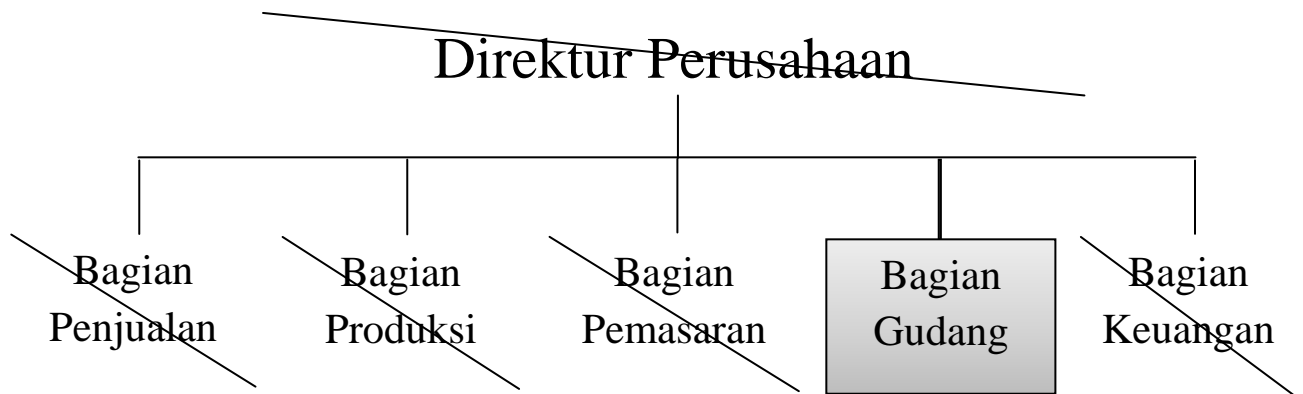 Direktur Perusahaan
Bagian
Penjualan
Bagian
Produksi
Bagian
Pemasaran
Bagian
Gudang
Bagian
Keuangan